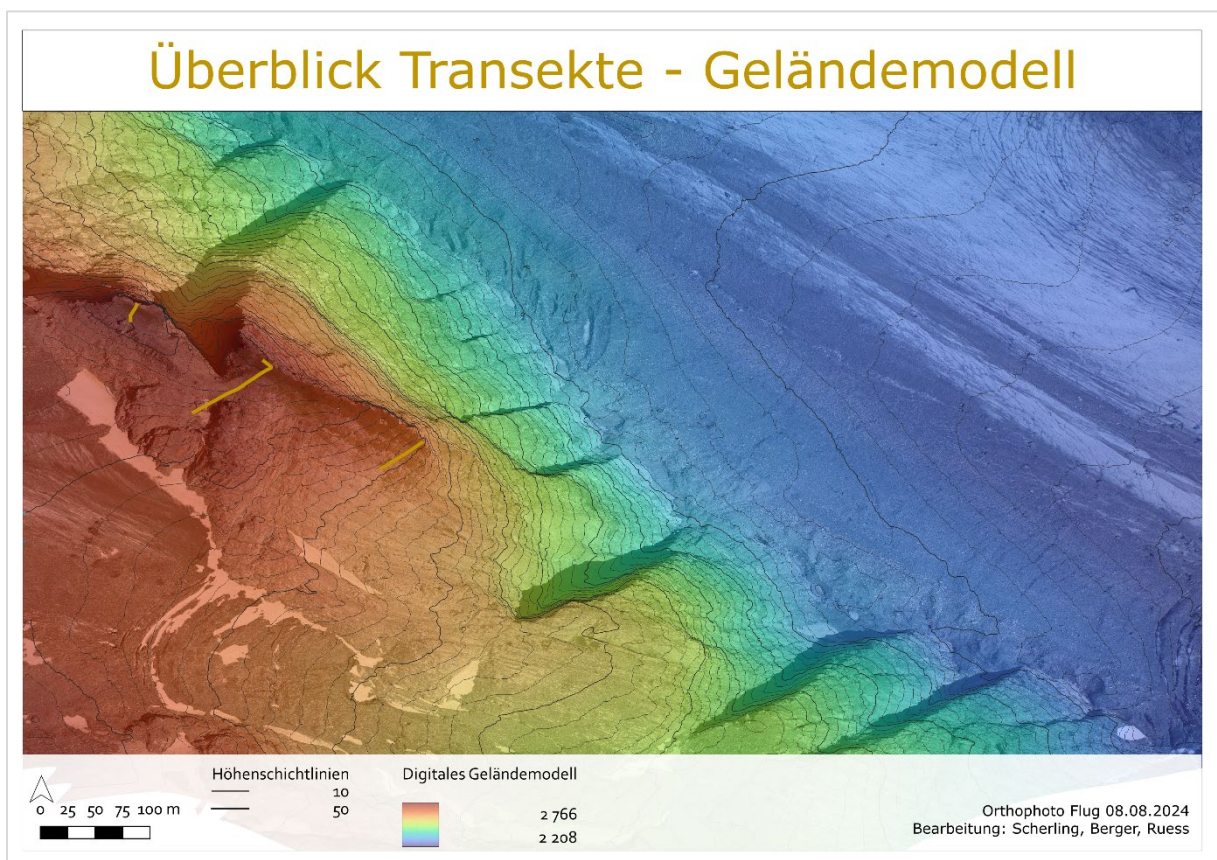 Überblick Transekte - Geländemodell
0 25 50 75 100 m
Höhenschichtlinien
10
50
Digitales Geländemodell
2 766
2 208
Orthophoto Flug 08.08.2024
Bearbeitung: Scherling, Berger, Ruess